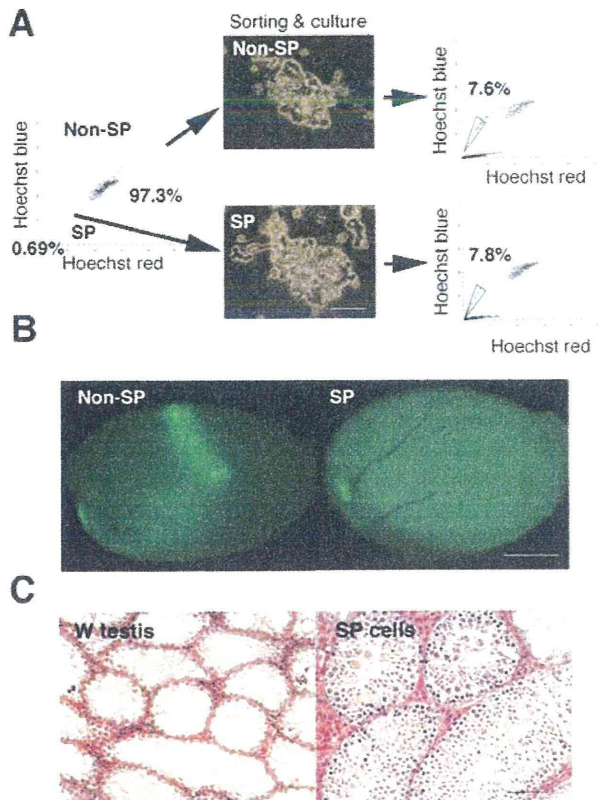 A
Sorting & culture
Non-SP
Hoechst blue
7.6%
Hoechst red
Non-SP
Hoechst blue
97.3%
SP
0.69%
Hoechst red
SP
Hoechst blue
7.8%
Hoechst red
B
Non-SP
SP
C
W testis
SP cells